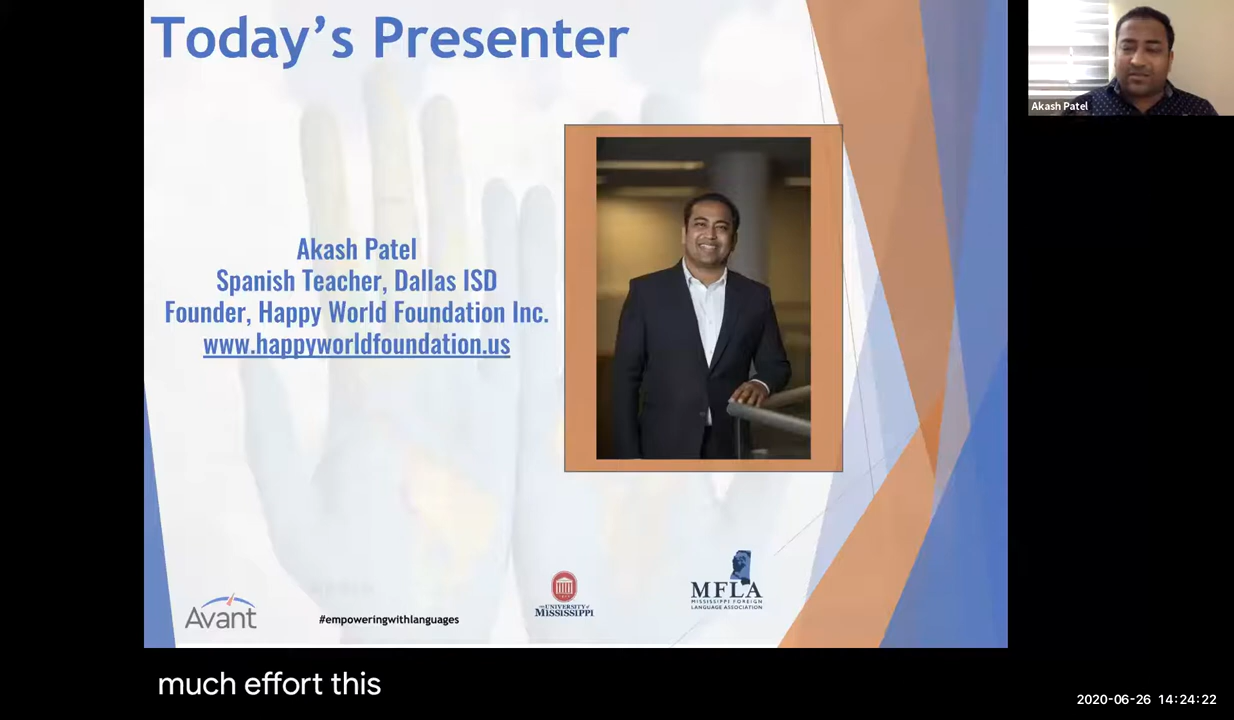 Today's Presenter
Akash Patel
Akash Patel
Spanish Teacher, Dallas ISD
Founder, Happy World Foundation Inc.
www.happyworldfoundation.us
Avant
#empoweringwithlanguages
THE UNIVERSITY of
MISSISSIPPI
MFLA
MISSISSIPPI FOREIGN
LANGUAGE ASSOCIATION
much effort this
2020-06-26 14:24:22